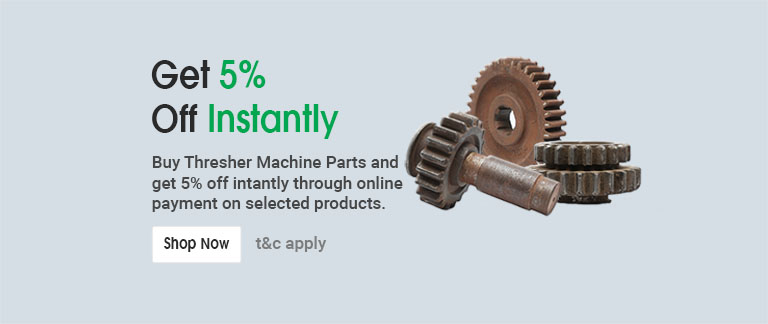 Get 5%
Off Instantly
Buy Thresher Machine Parts and
get 5% off intantly through online
payment on selected products.
Shop Now t&c apply